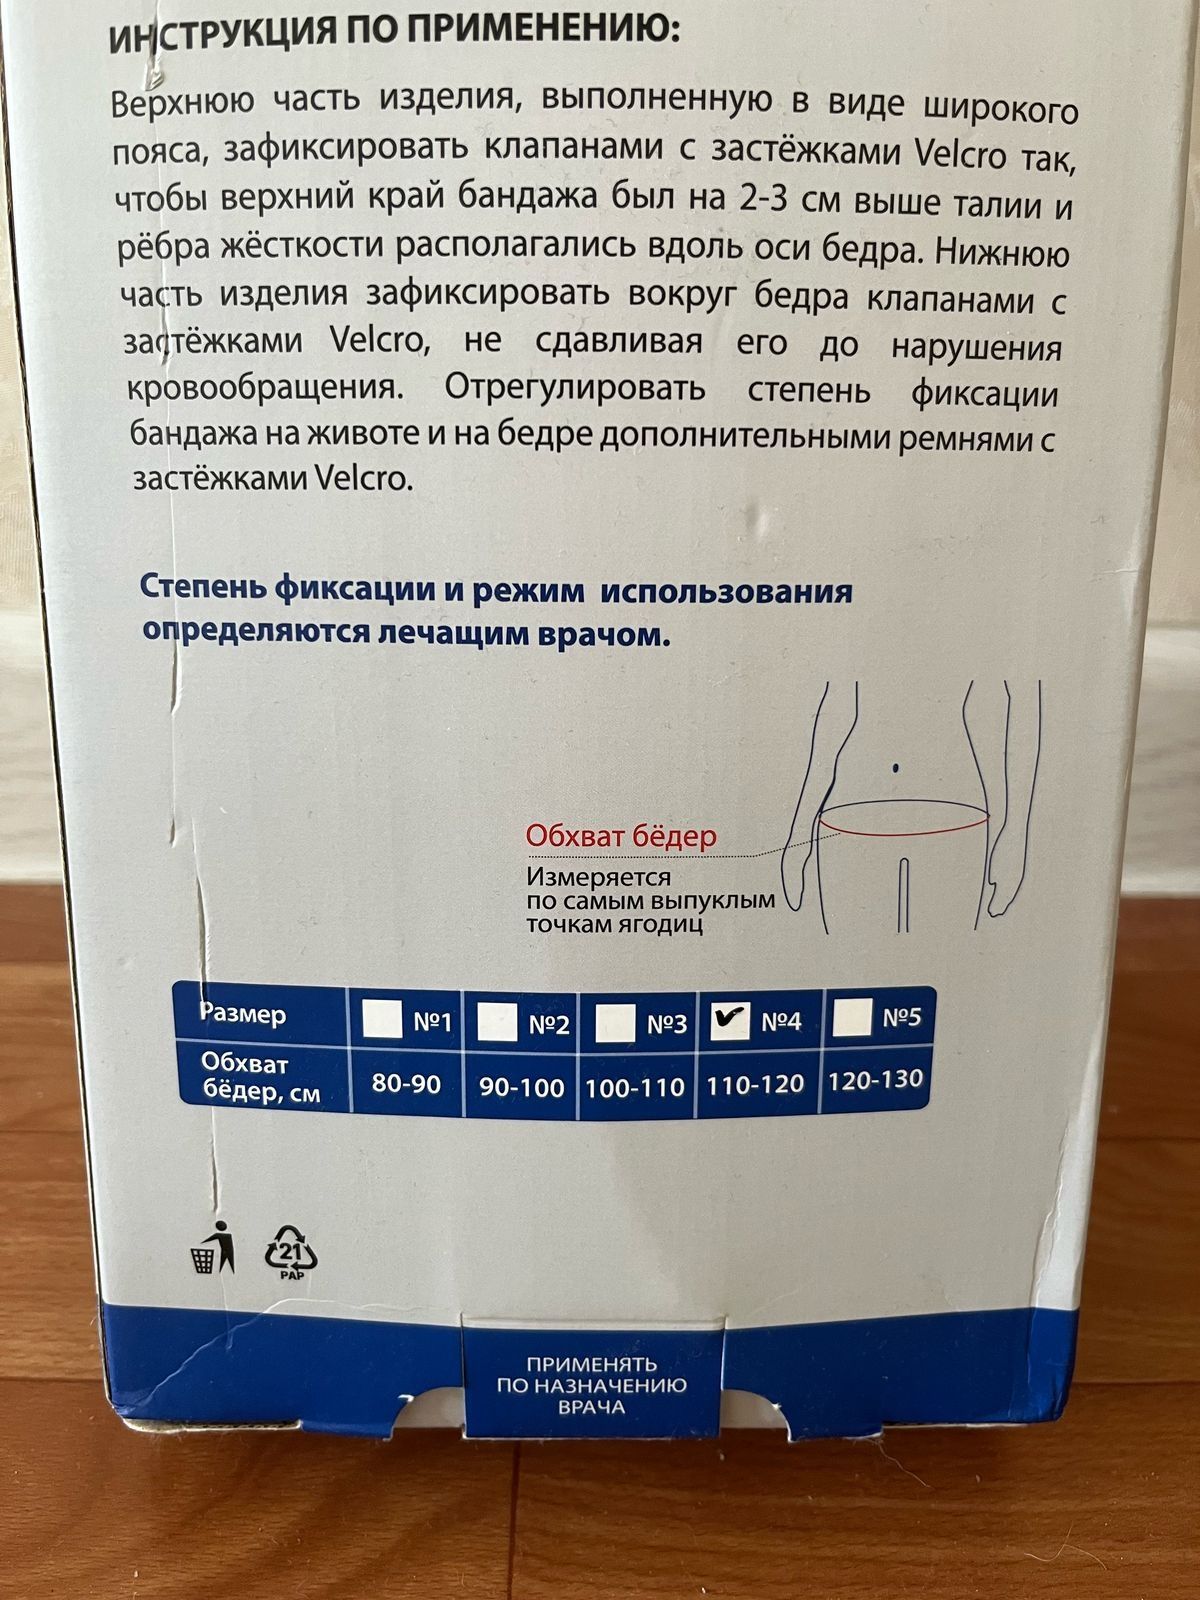 ИНСТРУКЦИЯ ПО ПРИМЕНЕНИЮ:
Верхнюю часть изделия, выполненную в виде широкого
пояса, зафиксировать клапанами с застёжками Velcro так,
чтобы верхний край бандажа был на 2-3 см выше талии и
рёбра жёсткости располагались вдоль оси бедра. Нижнюю
часть изделия зафиксировать вокруг бедра клапанами с
застёжками Velcro, не сдавливая его до нарушения
кровообращения. Отрегулировать степень фиксации
бандажа на животе и на бедре дополнительными ремнями с
застёжками Velcro.
Степень фиксации и режим использования
определяются лечащим врачом.
Обхват бёдер
Измеряется
по самым выпуклым
точкам ягодиц
Размер №1 №2 №3 №4 №5
Обхват
бёдер, см 80-90 90-100 100-110 110-120 120-130
21
PAP
ПРИМЕНЯТЬ
ПО НАЗНАЧЕНИЮ
ВРАЧА